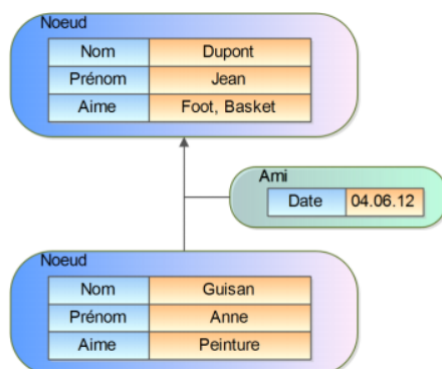 Noeud
Nom Dupont
Prénom Jean
Aime Foot, Basket
Ami
Date 04.06.12
Noeud
Nom Guisan
Prénom Anne
Aime Peinture